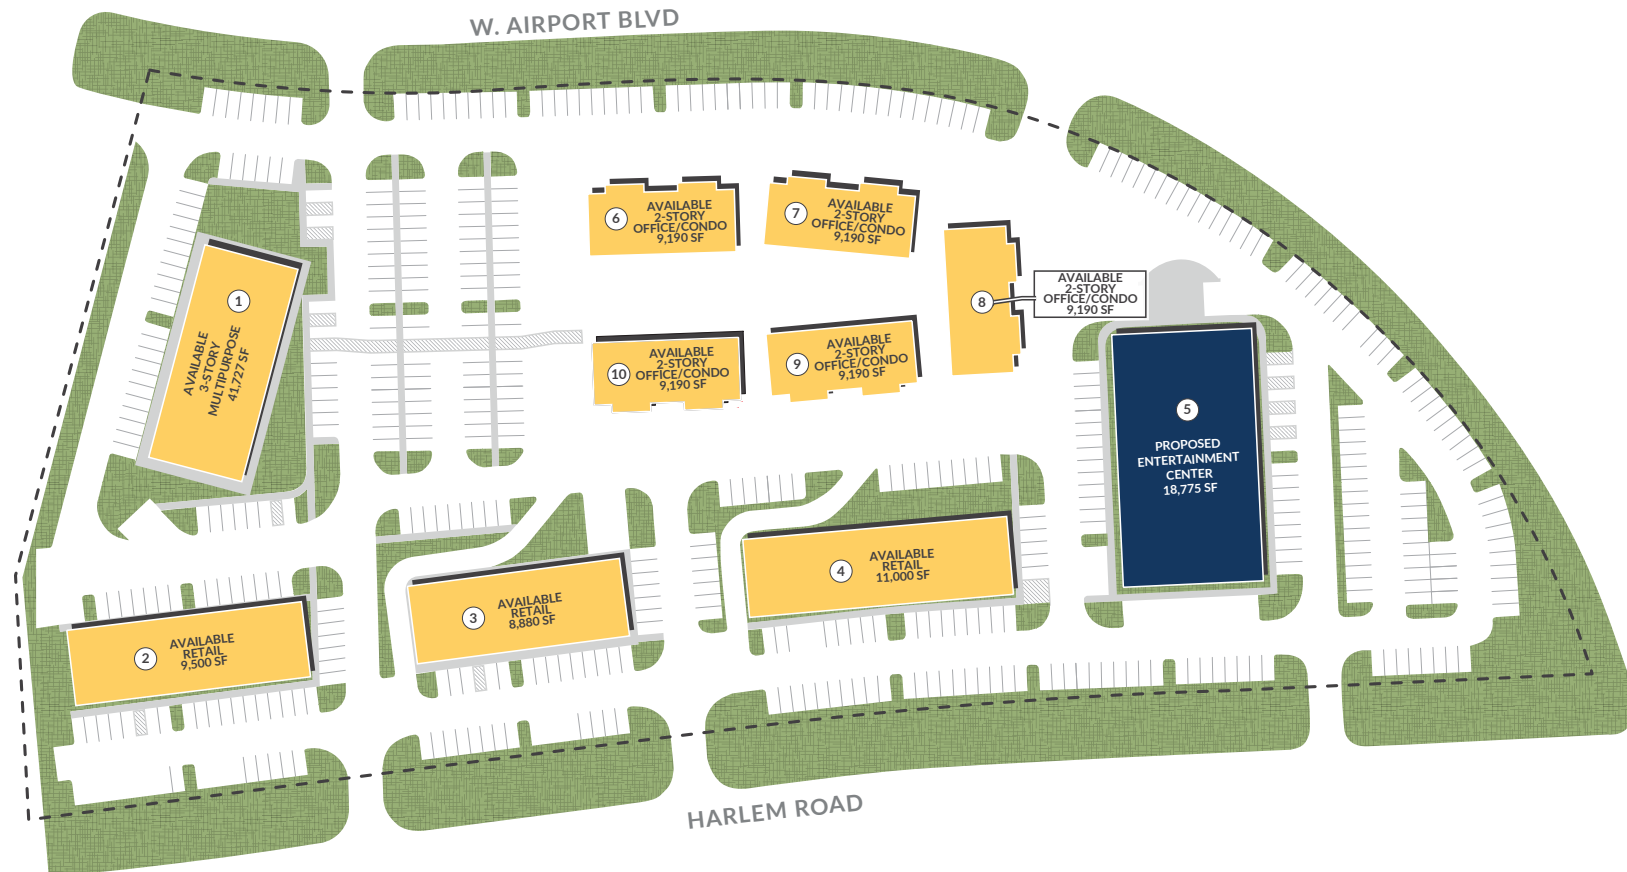 W. AIRPORT BLVD
6
AVAILABLE
2-STORY
OFFICE/CONDO
9,190 SF
7
AVAILABLE
2-STORY
OFFICE/CONDO
9,190 SF
8
AVAILABLE
2-STORY
OFFICE/CONDO
9,190 SF
1
AVAILABLE
3-STORY
MULTIPURPOSE
41,727 SF
10
AVAILABLE
2-STORY
OFFICE/CONDO
9,190 SF
9
AVAILABLE
2-STORY
OFFICE/CONDO
9,190 SF
5
PROPOSED
ENTERTAINMENT
CENTER
18,775 SF
4
AVAILABLE
RETAIL
11,000 SF
3
AVAILABLE
RETAIL
8,880 SF
2
AVAILABLE
RETAIL
9,500 SF
HARLEM ROAD